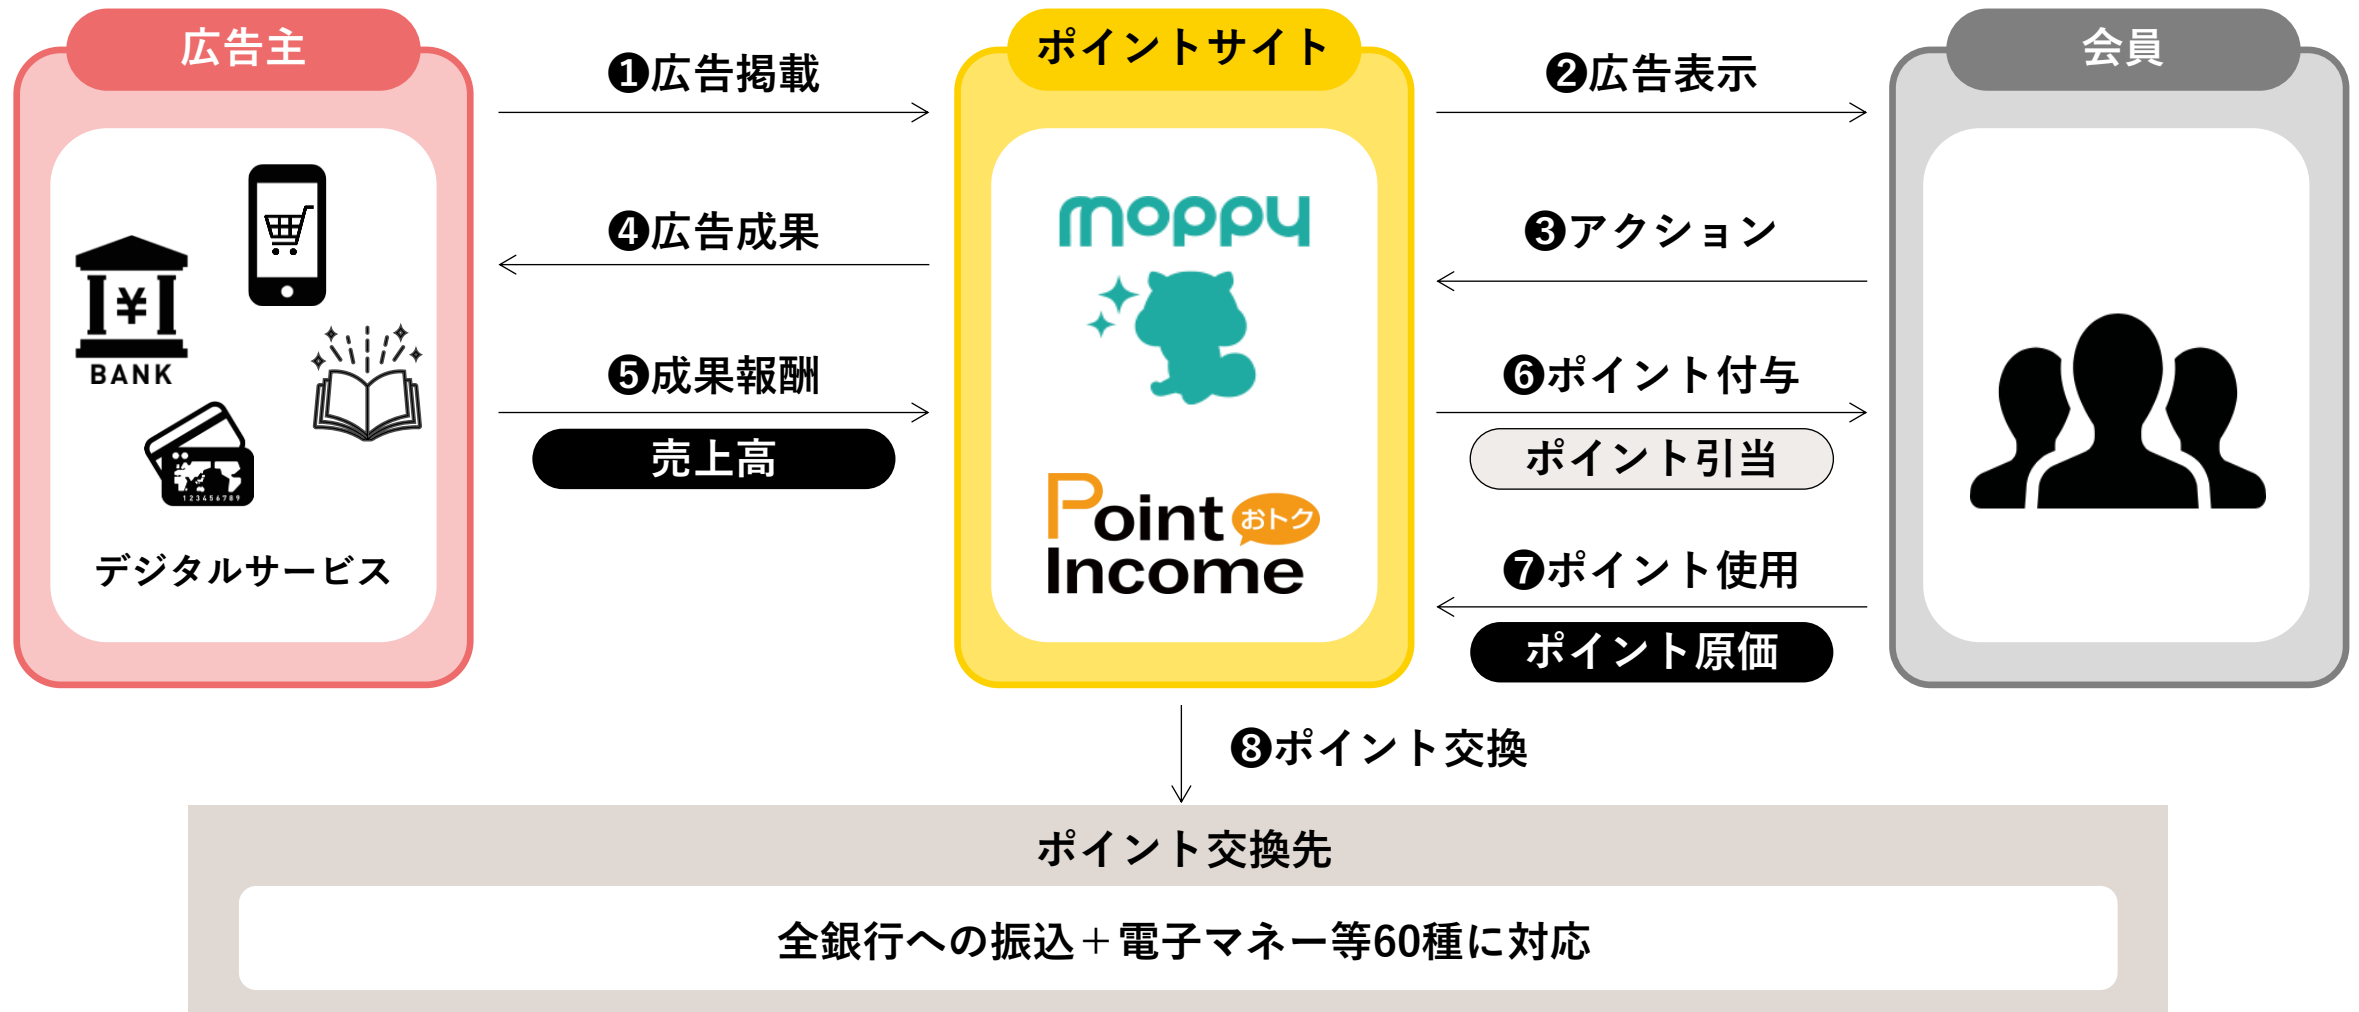 広告主
ポイントサイト
会員
❶広告掲載
❷広告表示
❹広告成果
❸アクション
❺成果報酬
売上高
❻ポイント付与
ポイント引当
❼ポイント使用
ポイント原価
BANK
123456789
デジタルサービス
moppy
Point おトク
Income
❽ポイント交換
ポイント交換先
全銀行への振込＋電子マネー等60種に対応